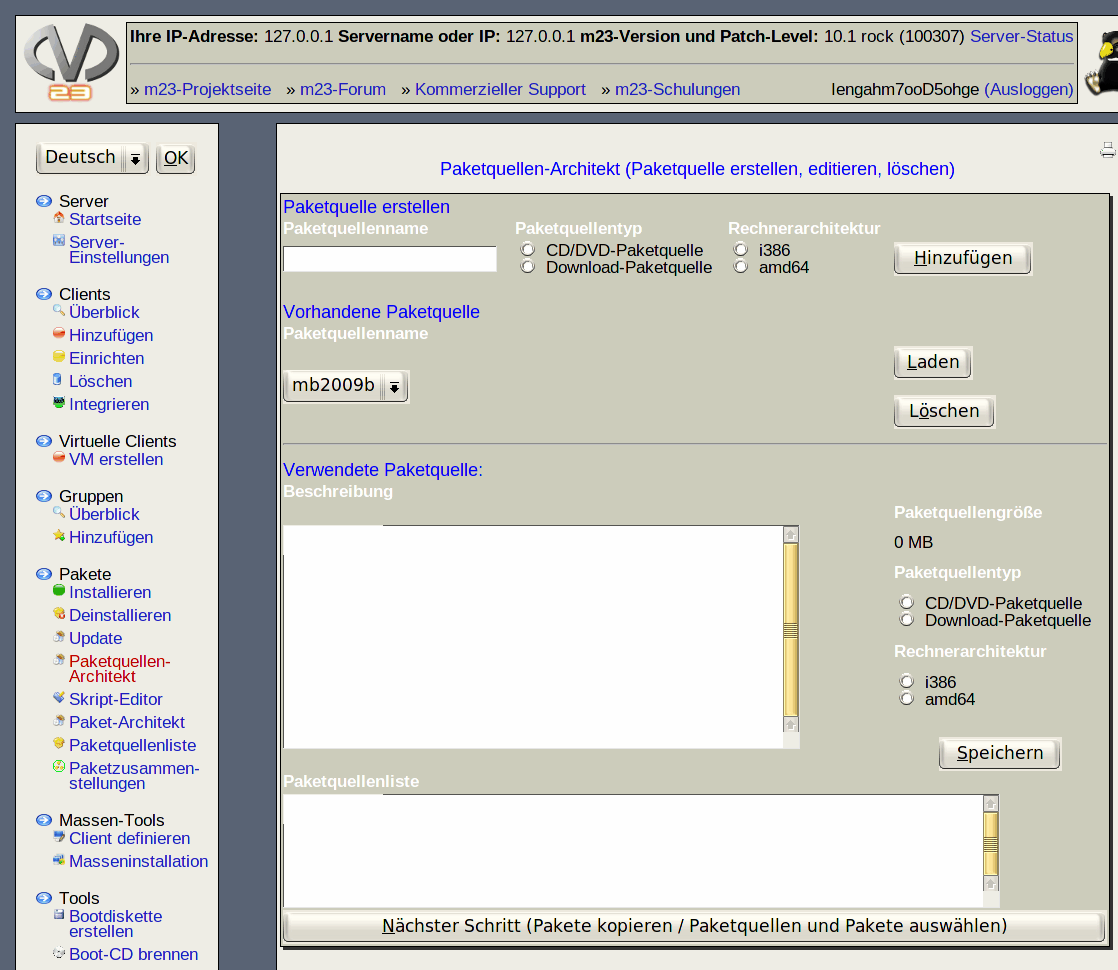 23
Ihre IP-Adresse: 127.0.0.1 Servername oder IP: 127.0.0.1 m23-Version und Patch-Level: 10.1 rock (100307) Server-Status
» m23-Projektseite » m23-Forum » Kommerzieller Support » m23-Schulungen Iengahm7ooD5ohge (Ausloggen)
Deutsch OK
Server
Startseite
Server-
Einstellungen
Clients
Überblick
Hinzufügen
Einrichten
Löschen
Integrieren
Virtuelle Clients
VM erstellen
Gruppen
Überblick
Hinzufügen
Pakete
Installieren
Deinstallieren
Update
Paketquellen-
Architekt
Skript-Editor
Paket-Architekt
Paketquellenliste
Paketzusammen-
stellungen
Massen-Tools
Client definieren
Masseninstallation
Tools
Bootdiskette
erstellen
Boot-CD brennen
Paketquellen-Architekt (Paketquelle erstellen, editieren, löschen)
Paketquelle erstellen
Paketquellenname Paketquellentyp Rechnerarchitektur
CD/DVD-Paketquelle i386
Download-Paketquelle amd64
Hinzufügen
Vorhandene Paketquelle
Paketquellenname
mb2009b
Laden
Löschen
Verwendete Paketquelle:
Beschreibung
Paketquellengröße
0 MB
Paketquellentyp
CD/DVD-Paketquelle
Download-Paketquelle
Rechnerarchitektur
i386
amd64
Speichern
Paketquellenliste
Nächster Schritt (Pakete kopieren / Paketquellen und Pakete auswählen)